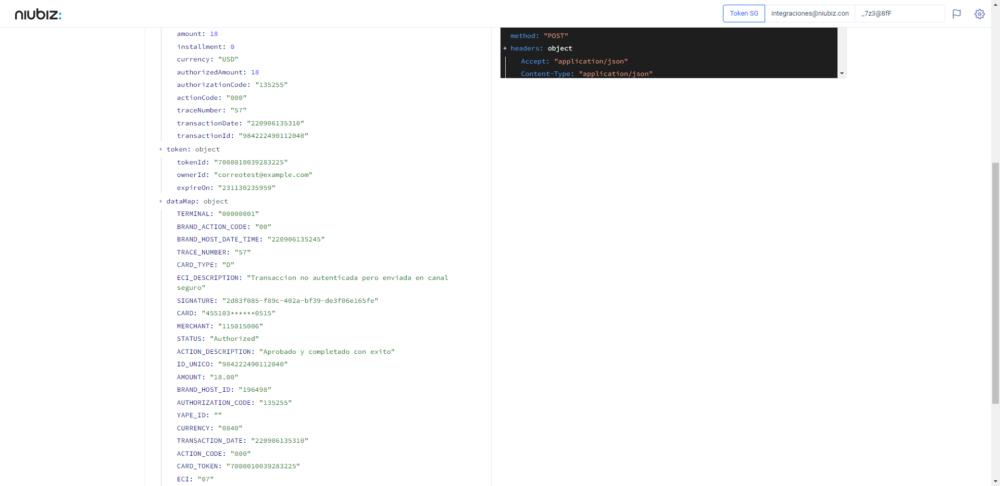 niubiz:
Token SG
integraciones@niubiz.con
_7z3@8fF
amount: 18
installment: 0
currency: "USD"
authorizedAmount: 18
authorizationCode: "135255"
actionCode: "000"
traceNumber: "57"
transactionDate: "220906135310"
transactionId: "984222490112040"
+ token: object
tokenId: "7000010039283225"
ownerId: "correotest@example.com"
expireOn: "231130235959"
+ dataMap: object
TERMINAL: "00000001"
BRAND_ACTION_CODE: "00"
BRAND_HOST_DATE_TIME: "220906135245"
TRACE_NUMBER: "57"
CARD_TYPE: "D"
ECI_DESCRIPTION: "Transaccion no autenticada pero enviada en canal
seguro"
SIGNATURE: "2d83f085-f89c-402a-bf39-de3f06e165fe"
CARD: "455103******0515"
MERCHANT: "115015006"
STATUS: "Authorized"
ACTION_DESCRIPTION: "Aprobado y completado con exito"
ID_UNICO: "984222490112040"
AMOUNT: "18.00"
BRAND_HOST_ID: "196498"
AUTHORIZATION_CODE: "135255"
YAPE_ID: ""
CURRENCY: "0840"
TRANSACTION_DATE: "220906135310"
ACTION_CODE: "000"
CARD_TOKEN: "7000010039283225"
ECI: "07"
method: "POST"
+ headers: object
Accept: "application/json"
Content-Type: "application/json"